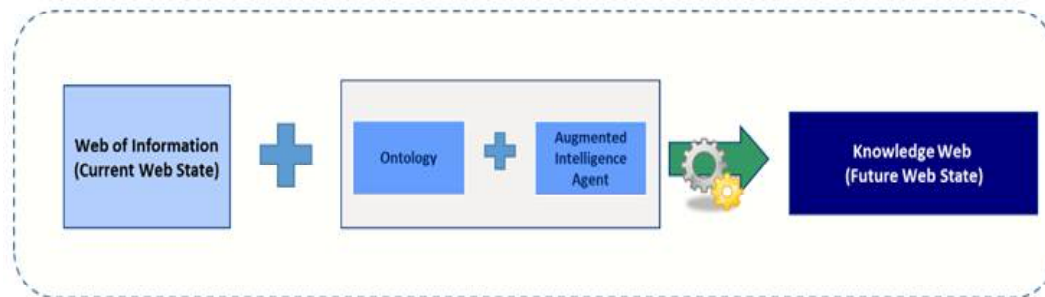 Web of Information
(Current Web State)
Ontology
Augmented
Intelligence
Agent
Knowledge Web
(Future Web State)